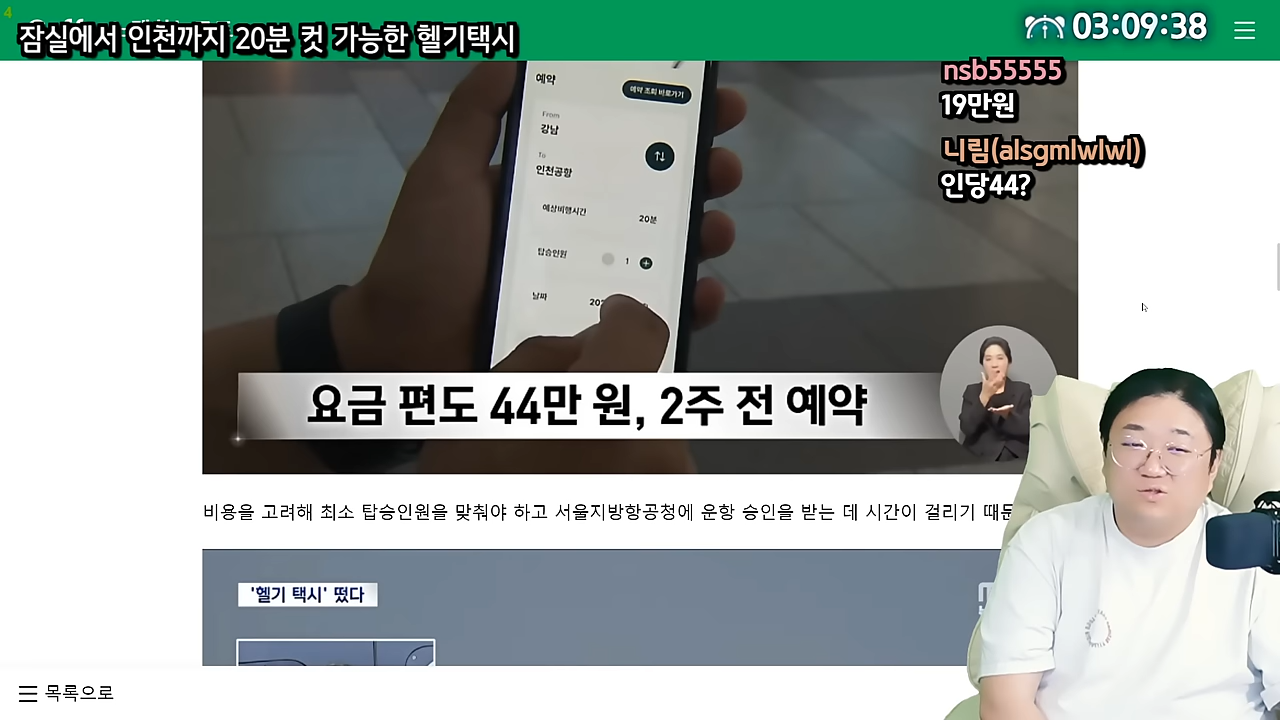 4
잠실에서 인천까지 20분 컷 가능한 헬기택시
03:09:38
nsb55555
19만원
니림(alsgmlwlwl)
인당44?
예약
예약 조회 바로가기
From
강남
To
인천공항
예상비행시간
20분
탑승인원
1
날짜
202
요금 편도 44만 원, 2주 전 예약
비용을 고려해 최소 탑승인원을 맞춰야 하고 서울지방항공청에 운항 승인을 받는 데 시간이 걸리기 때문
'헬기 택시' 떴다
목록으로